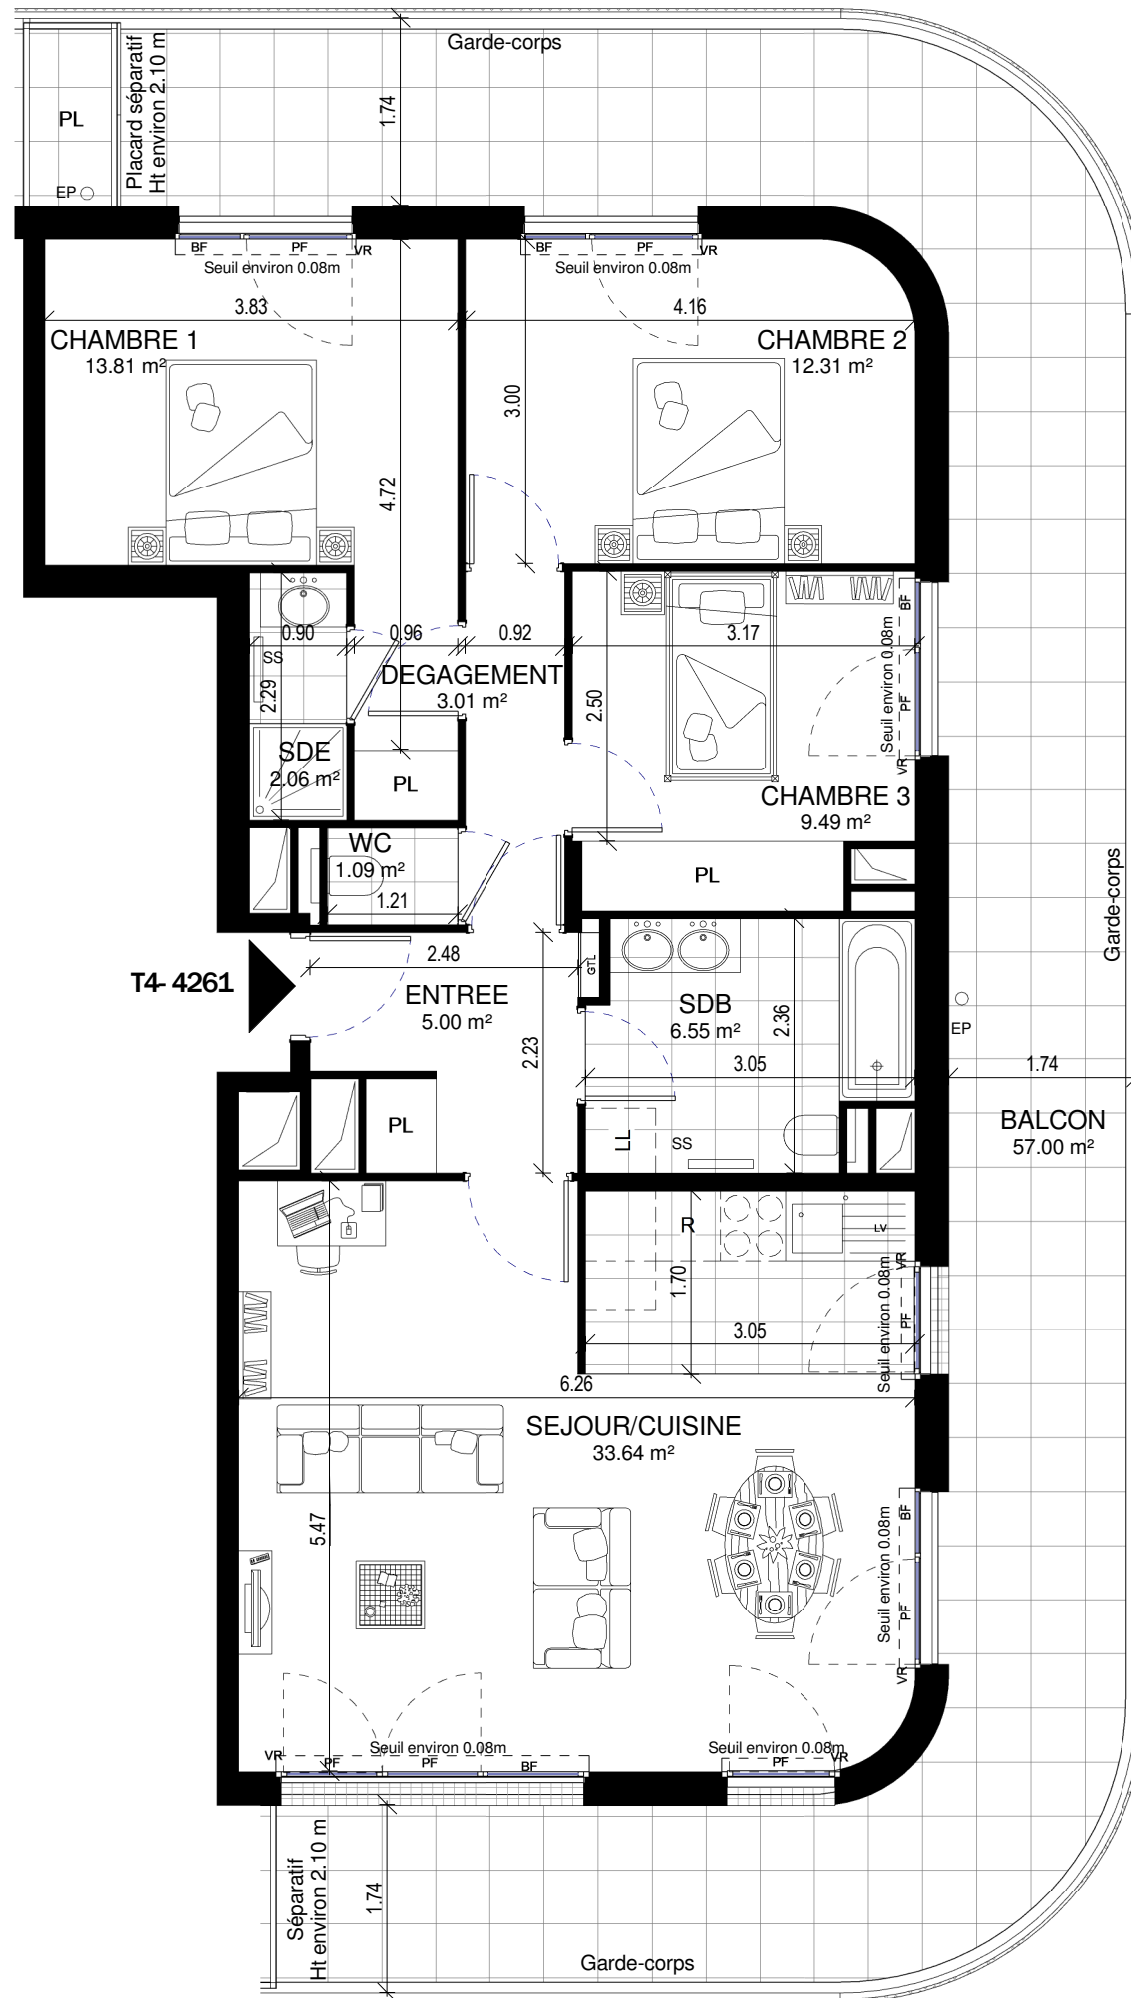 Garde-corps
Placard séparatif
Ht environ 2.10 m
PL
EP
1.74
BF
PF
VR
Seuil environ 0.08m
BF
PF
VR
Seuil environ 0.08m
3.83
4.16
CHAMBRE 1
13.81 m²
CHAMBRE 2
12.31 m²
3.00
4.72
0.90
0.96
0.92
3.17
SS
2.29
DEGAGEMENT
3.01 m²
2.50
BF
Seuil environ 0.08m
PF
VR
SDE
2.06 m²
PL
CHAMBRE 3
9.49 m²
WC
1.09 m²
1.21
PL
Garde-corps
T4- 4261
2.48
GTL
ENTREE
5.00 m²
SDB
6.55 m²
2.36
2.23
3.05
EP
1.74
BALCON
57.00 m²
PL
LL
SS
R
LV
1.70
3.05
VR
Seuil environ 0.08m
PF
6.26
SEJOUR/CUISINE
33.64 m²
5.47
BF
Seuil environ 0.08m
PF
VR
VR
Seuil environ 0.08m
PF
PF
BF
Seuil environ 0.08m
PF
VR
Séparatif
Ht environ 2.10 m
1.74
Garde-corps